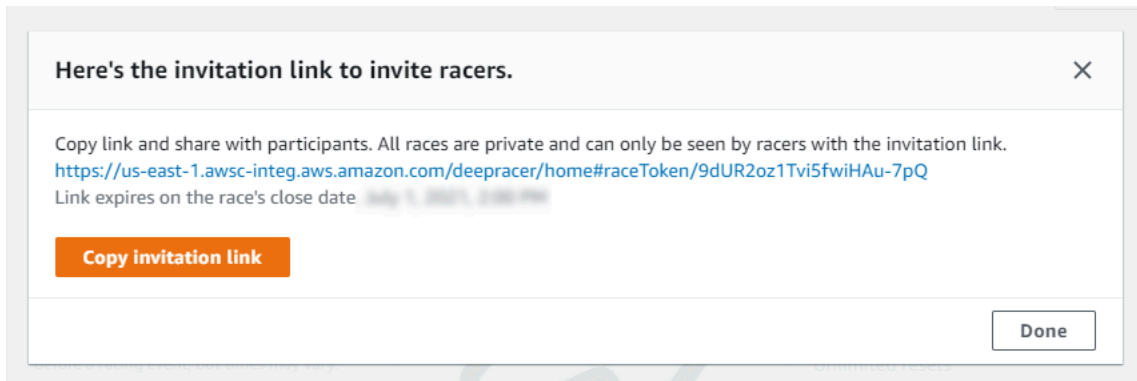 Here's the invitation link to invite racers.
Copy link and share with participants. All races are private and can only be seen by racers with the invitation link.
https://us-east-1.awsc-integ.aws.amazon.com/deepracer/home#raceToken/9dUR2oz1Tvi5fwiHAu-7pQ
Link expires on the race's close date
Copy invitation link
Done